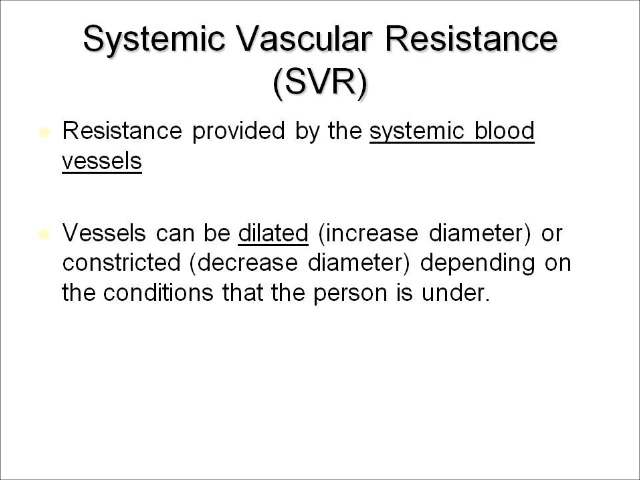 Systemic Vascular Resistance
(SVR)
Resistance provided by the systemic blood
vessels
Vessels can be dilated (increase diameter) or
constricted (decrease diameter) depending on
the conditions that the person is under.